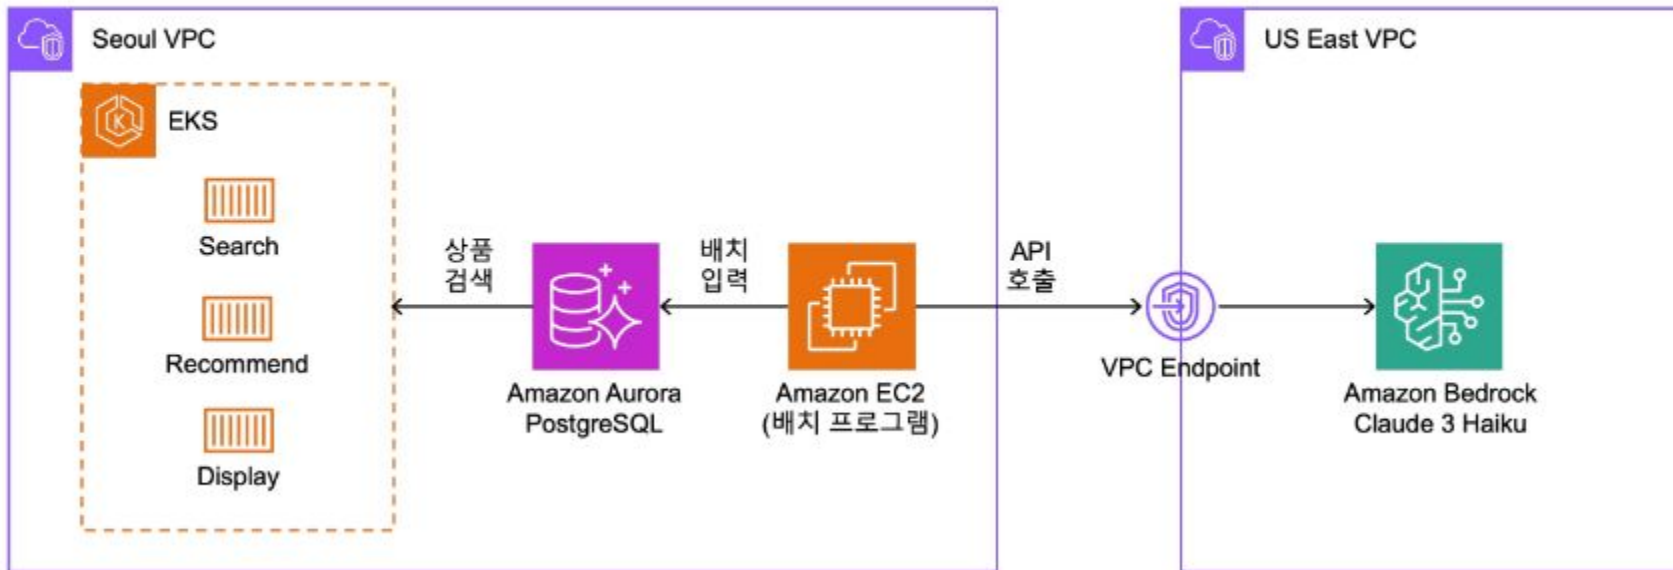 Seoul VPC
US East VPC
EKS
Search
Recommend
Display
상품
검색
Amazon Aurora
PostgreSQL
배치
입력
Amazon EC2
(배치 프로그램)
API
호출
VPC Endpoint
Amazon Bedrock
Claude 3 Haiku